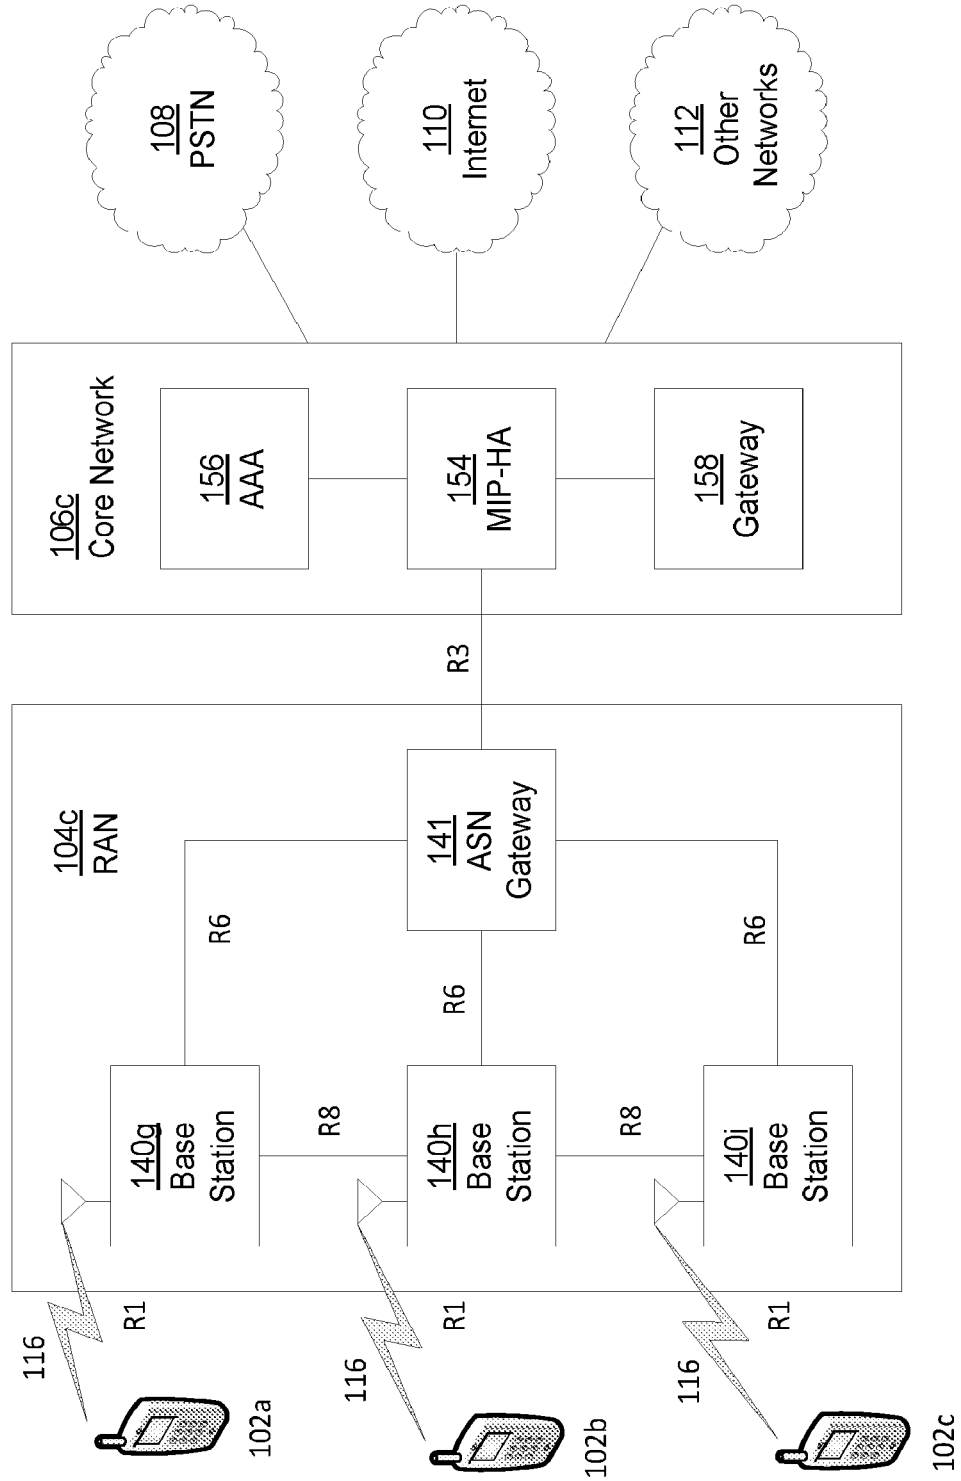 116
102a
R1
116
102b
R1
116
102c
R1
104c
RAN
140g
Base
Station
R8
140h
Base
Station
R8
140i
Base
Station
R6
R6
R6
141
ASN
Gateway
R3
106c
Core Network
156
AAA
154
MIP-HA
158
Gateway
108
PSTN
110
Internet
112
Other
Networks